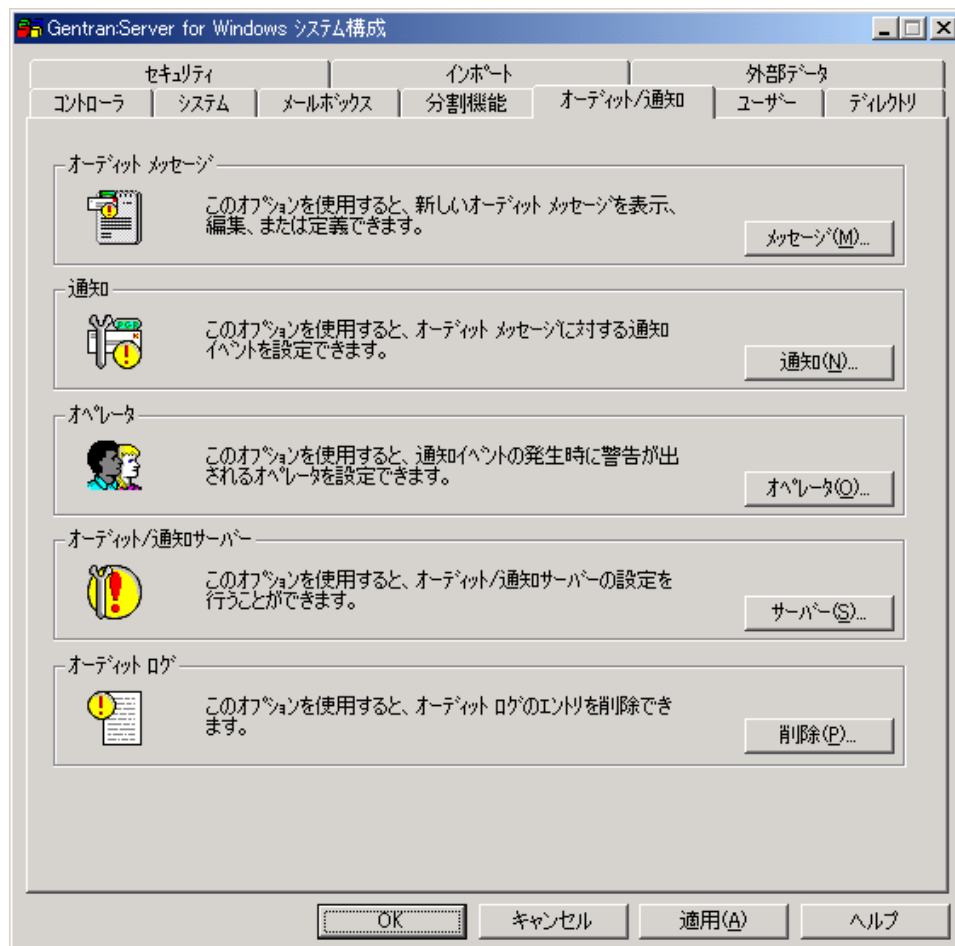 Gentran:Server for Windows システム構成
セキュリティ インポート 外部データ
コントローラ システム メールボックス 分割機能 オーディット/通知 ユーザー ディレクトリ
オーディット メッセージ
このオプションを使用すると、新しいオーディット メッセージを表示、
編集、または定義できます。
メッセージ(M)...
通知
このオプションを使用すると、オーディット メッセージに対する通知
イベントを設定できます。
通知(N)...
オペレータ
このオプションを使用すると、通知イベントの発生時に警告が出
されるオペレータを設定できます。
オペレータ(O)...
オーディット/通知サーバー
このオプションを使用すると、オーディット/通知サーバーの設定を
行うことができます。
サーバー(S)...
オーディット ログ
このオプションを使用すると、オーディット ログのエントリを削除でき
ます。
削除(P)...
OK キャンセル 適用(A) ヘルプ